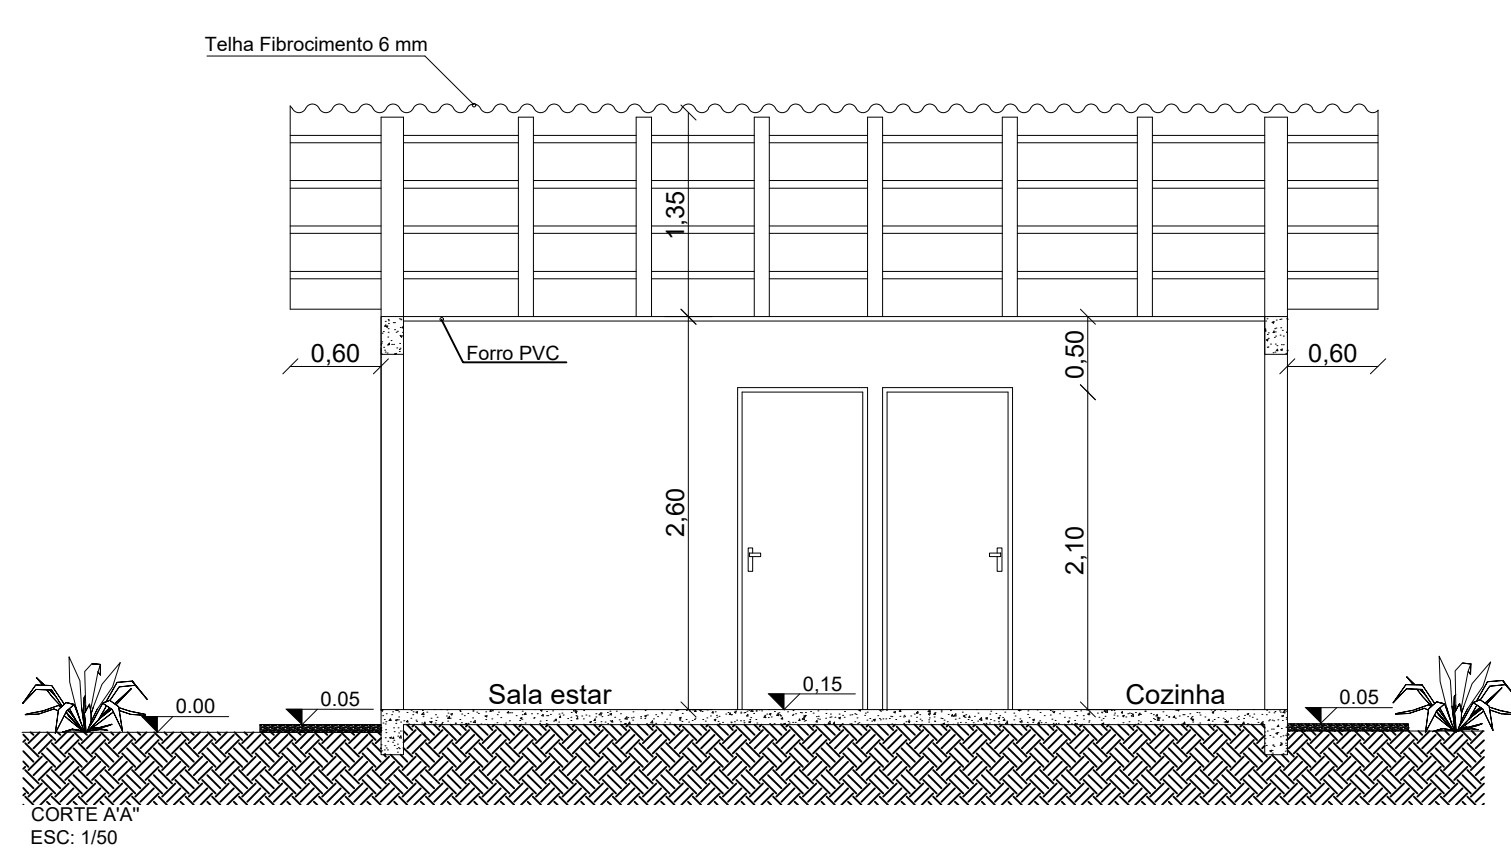 Telha Fibrocimento 6 mm
1,35
Forro PVC
0,60
0,50
0,60
2,60
2,10
Sala estar
0,15
Cozinha
0.00
0.05
0.05
CORTE A'A"
ESC: 1/50